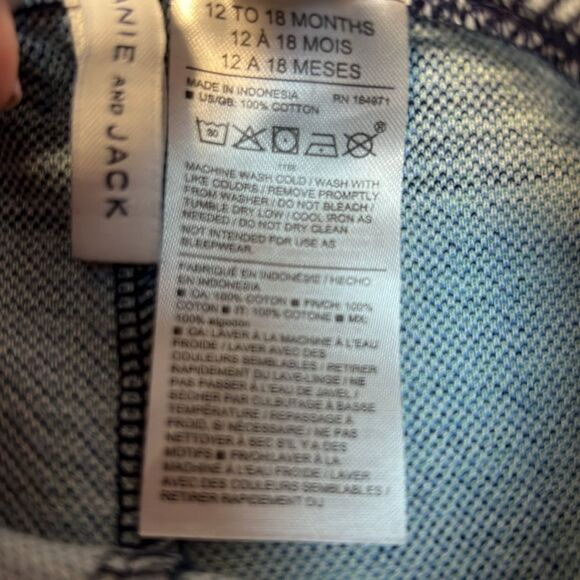 ANIE AND JACK
12 TO 18 MONTHS
12 À 18 MOIS
12 A 18 MESES
MADE IN INDONESIA RN 184971
■ US/GB: 100% COTTON
30
®
MACHINE WASH COLD / WASH WITH
LIKE COLORS / REMOVE PROMPTLY
FROM WASHER / DO NOT BLEACH /
TUMBLE DRY LOW / COOL IRON AS
NEEDED / DO NOT DRY CLEAN
NOT INTENDED FOR USE AS
SLEEPWEAR.
FABRIQUÉ EN INDONÉSIE / HECHO
EN INDONESIA
■ CA: 100% COTTON ■ FR/CH: 100%
COTON ■ IT: 100% COTONE ■ MX:
100% algodon
■ CA: LAVER À LA MACHINE À L'EAU
FROIDE / LAVER AVEC DES
COULEURS SEMBLABLES / RETIRER
RAPIDEMENT DU LAVE-LINGE / NE
PAS PASSER À L'EAU DE JAVEL /
SÉCHER PAR CULBUTAGE À BASSE
TEMPÉRATURE / REPASSAGE À
FROID, SI NÉCESSAIRE / NE PAS
NETTOYER À SEC S'IL Y'A DES
MOTIFS ■ FR/CH:LAVER À LA
MACHINE À L'EAU FROIDE / LAVER
AVEC DES COULEURS SEMBLABLES /
RETIRER RAPIDEMENT DU